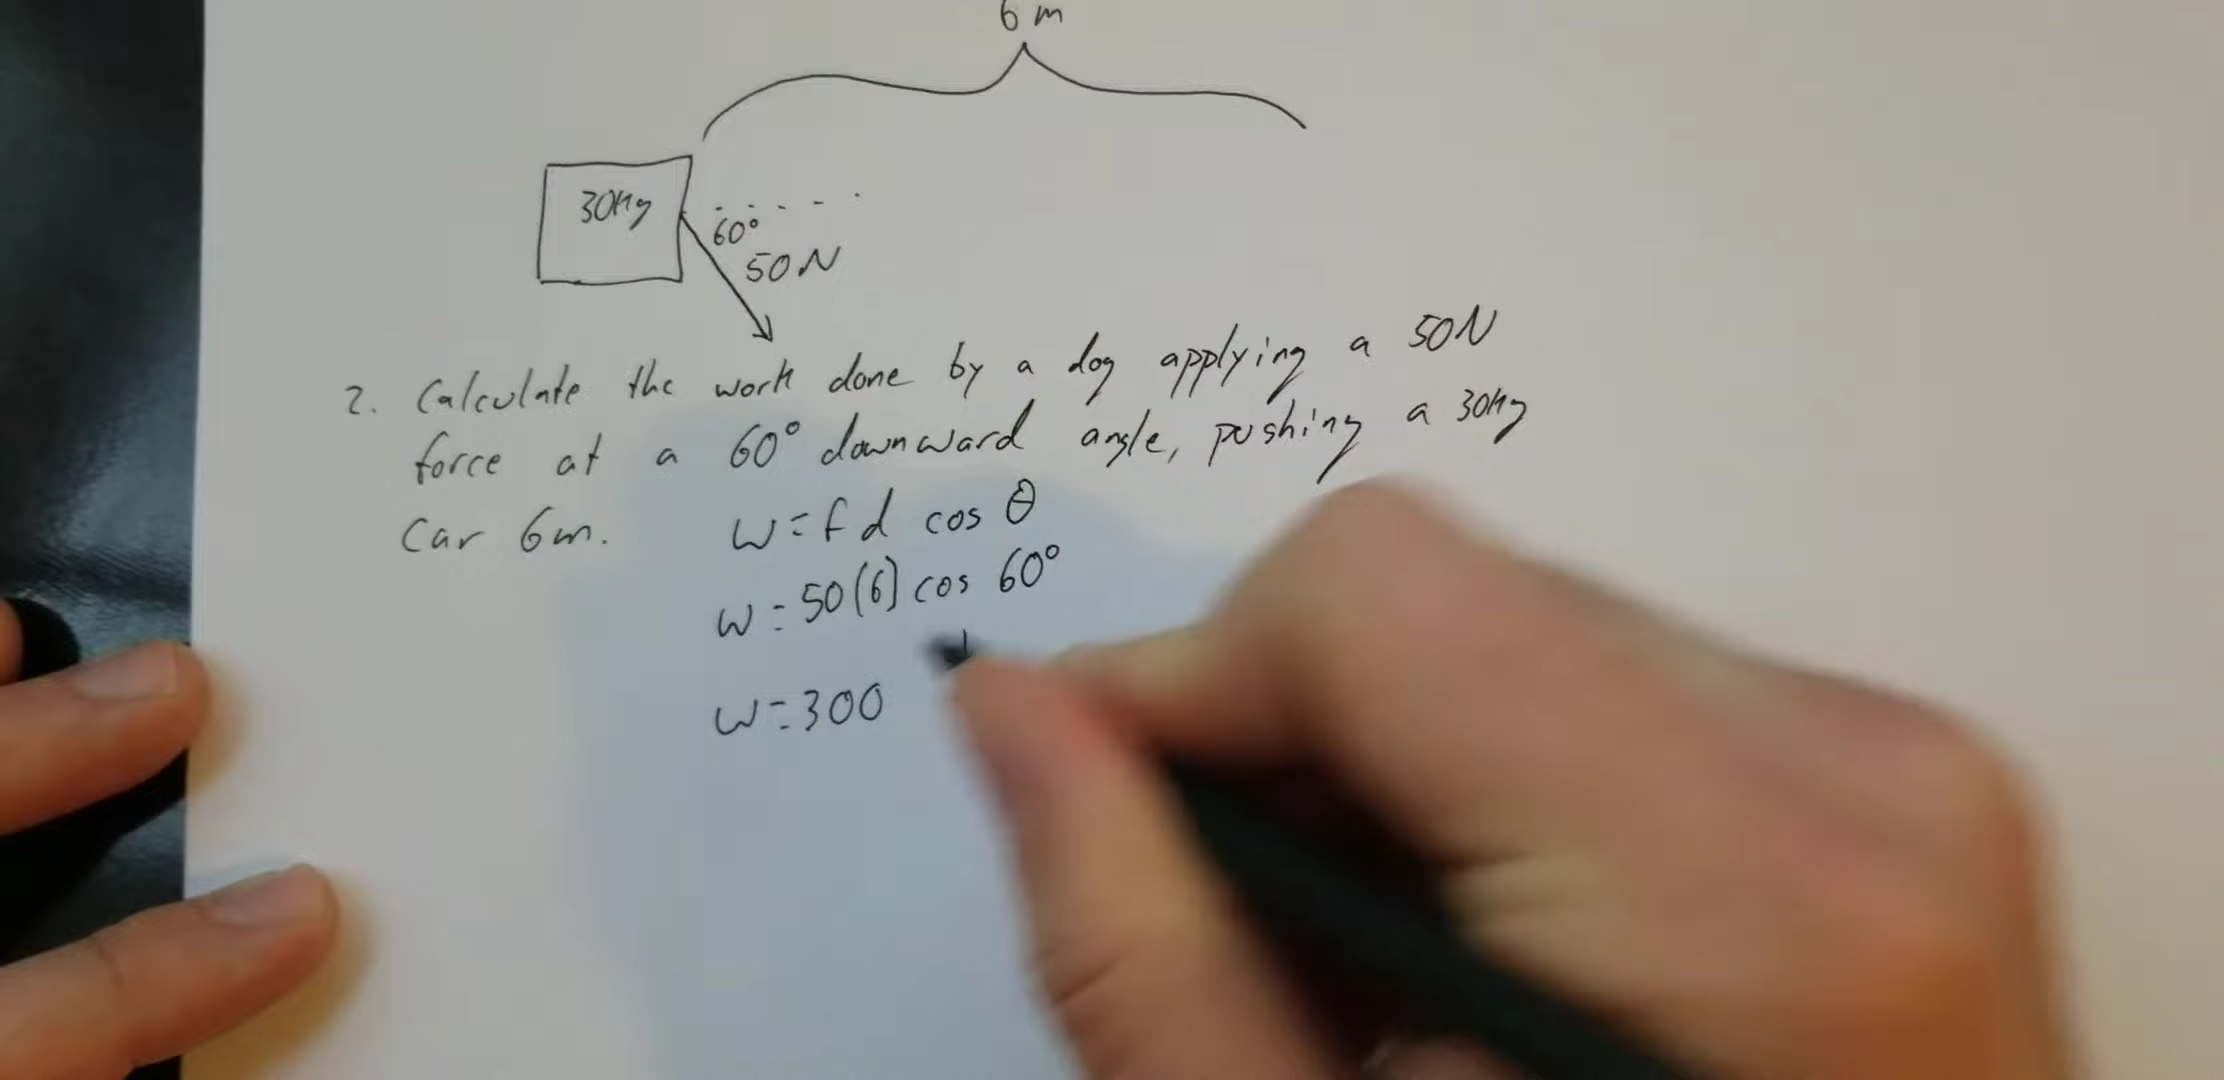 6 m
30Kg
60°
50N
2. Calculate the work done by a dog applying a 50N
force at a 60° downward angle, pushing a 30Kg
car 6m.
W=fd cos θ
W=50(6) cos 60°
W=300